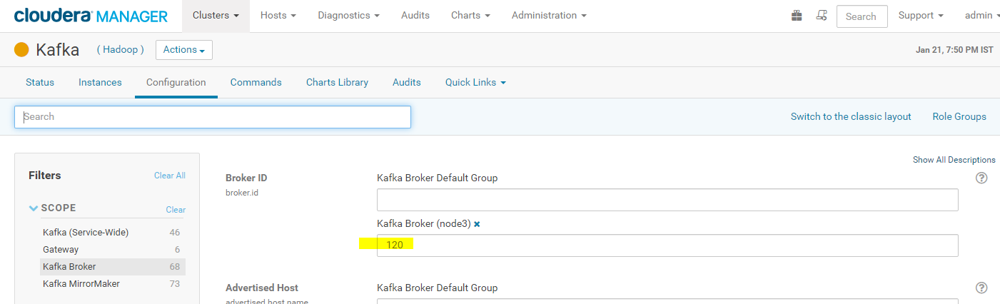 cloudera MANAGER Clusters Hosts Diagnostics Audits Charts Administration Search Support admin
Kafka ( Hadoop ) Actions Jan 21, 7:50 PM IST
Status Instances Configuration Commands Charts Library Audits Quick Links
Search Switch to the classic layout Role Groups
Show All Descriptions
Filters Clear All
SCOPE Clear
Kafka (Service-Wide) 46
Gateway 6
Kafka Broker 68
Kafka MirrorMaker 73
Broker ID Kafka Broker Default Group ?
broker.id
Kafka Broker (node3)
120
Advertised Host Kafka Broker Default Group ?
advertised.host.name